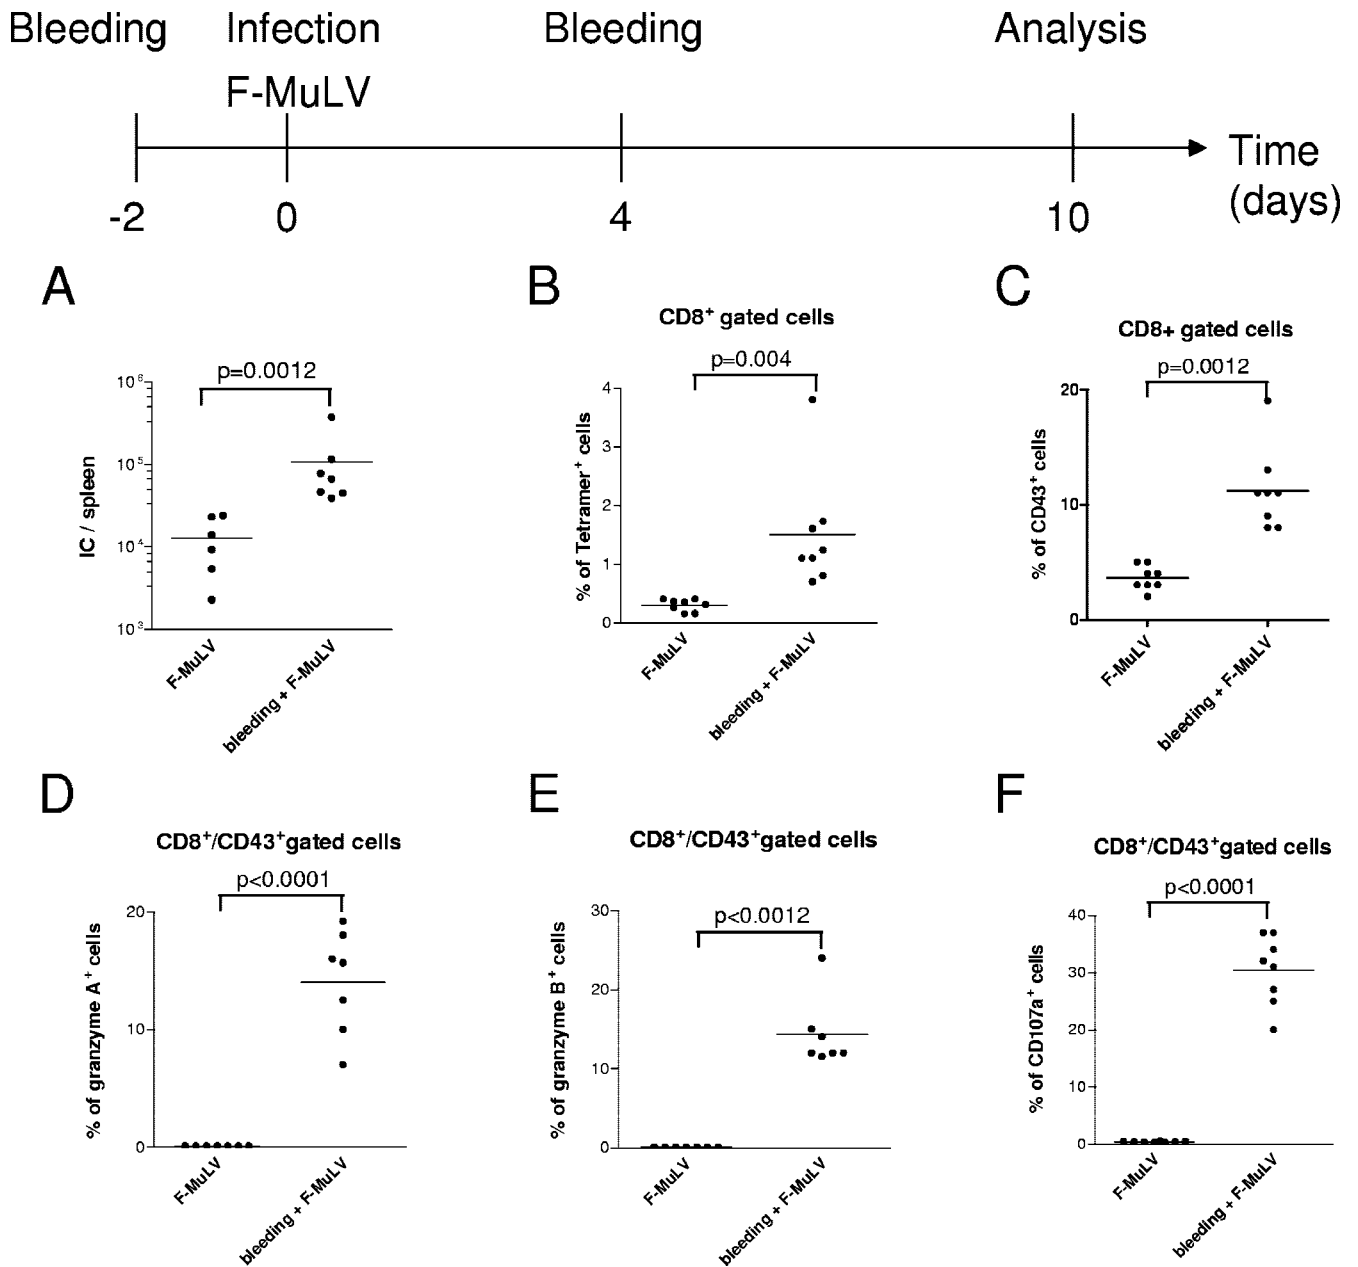 Bleeding Infection Bleeding Analysis
F-MuLV
Time
(days)
-2 0 4 10
A
p=0.0012
IC / spleen
10⁶
10⁵
10⁴
10³
F-MuLV
bleeding + F-MuLV
B
CD8⁺ gated cells
p=0.004
% of Tetramer⁺ cells
4
3
2
1
0
F-MuLV
bleeding + F-MuLV
C
CD8+ gated cells
p=0.0012
% of CD43⁺ cells
20
10
0
F-MuLV
bleeding + F-MuLV
D
CD8⁺/CD43⁺gated cells
p<0.0001
% of granzyme A⁺ cells
20
10
0
F-MuLV
bleeding + F-MuLV
E
CD8⁺/CD43⁺gated cells
p<0.0012
% of granzyme B⁺ cells
30
20
10
0
F-MuLV
bleeding + F-MuLV
F
CD8⁺/CD43⁺gated cells
p<0.0001
% of CD107a⁺ cells
40
30
20
10
0
F-MuLV
bleeding + F-MuLV